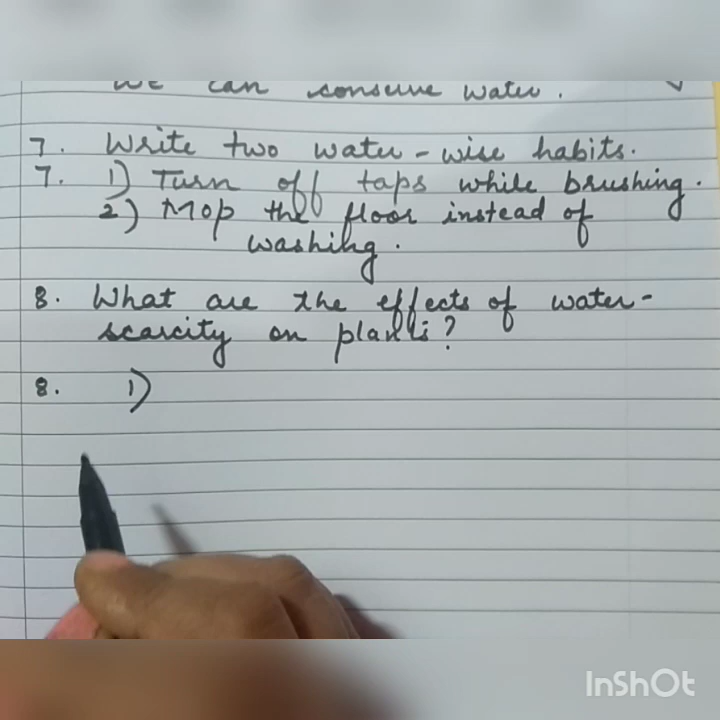 we can conserve water.
7. Write two water-wise habits.
7. 1) Turn off taps while brushing.
2) Mop the floor instead of
washing.
8. What are the effects of water-
scarcity on plants?
8. 1)
InShOt